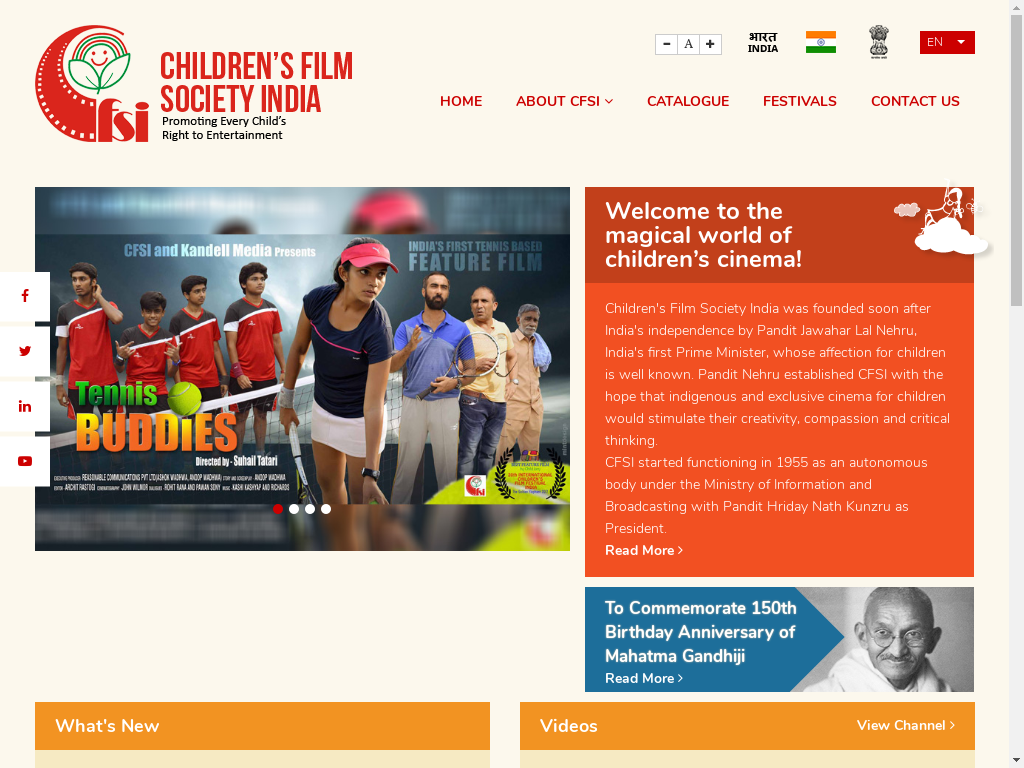 CHILDREN'S FILM
SOCIETY INDIA
Promoting Every Child's
Right to Entertainment
fsi
A
भारत
INDIA
EN
HOME
ABOUT CFSI
CATALOGUE
FESTIVALS
CONTACT US
CFSI and Kandell Media Presents
INDIA'S FIRST TENNIS BASED
FEATURE FILM
Tennis
BUDDIES
Directed by - Suhail Tatari
Welcome to the
magical world of
children's cinema!
Children's Film Society India was founded soon after
India's independence by Pandit Jawahar Lal Nehru,
India's first Prime Minister, whose affection for children
is well known. Pandit Nehru established CFSI with the
hope that indigenous and exclusive cinema for children
would stimulate their creativity, compassion and critical
thinking.
CFSI started functioning in 1955 as an autonomous
body under the Ministry of Information and
Broadcasting with Pandit Hriday Nath Kunzru as
President.
Read More
To Commemorate 150th
Birthday Anniversary of
Mahatma Gandhiji
Read More
What's New
Videos
View Channel